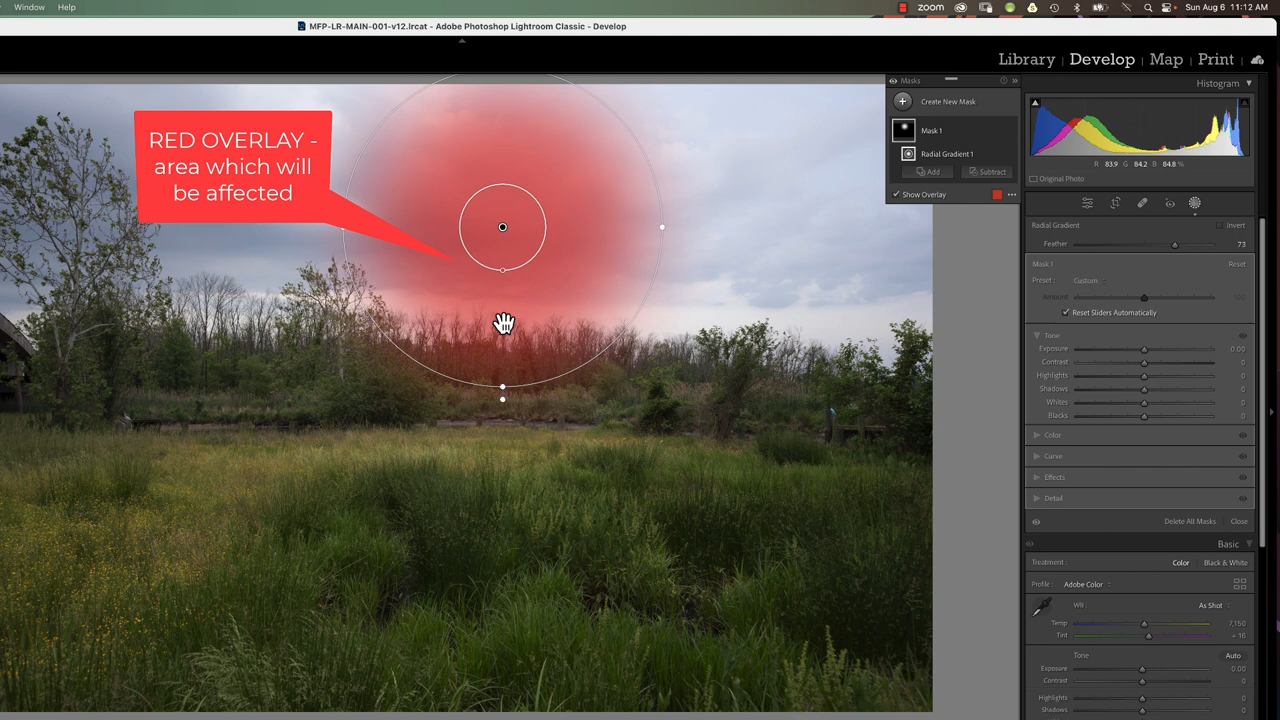 Window Help
zoom
Sun Aug 6 11:12 AM
MFP-LR-MAIN-001-v12.lrcat - Adobe Photoshop Lightroom Classic - Develop
Library | Develop | Map | Print |
RED OVERLAY -
area which will
be affected
Masks
Create New Mask
Mask 1
Radial Gradient 1
Add Subtract
Show Overlay
Histogram
R 83.9 G 84.2 B 84.8 %
Original Photo
Radial Gradient Invert
Feather 73
Mask 1 Reset
Preset : Custom
Amount 100
Reset Sliders Automatically
Tone
Exposure 0.00
Contrast 0
Highlights 0
Shadows 0
Whites 0
Blacks 0
Color
Curve
Effects
Detail
Delete All Masks Close
Basic
Treatment : Color Black & White
Profile : Adobe Color
WB : As Shot
Temp 7,150
Tint + 16
Tone Auto
Exposure 0.00
Contrast 0
Highlights 0
Shadows 0